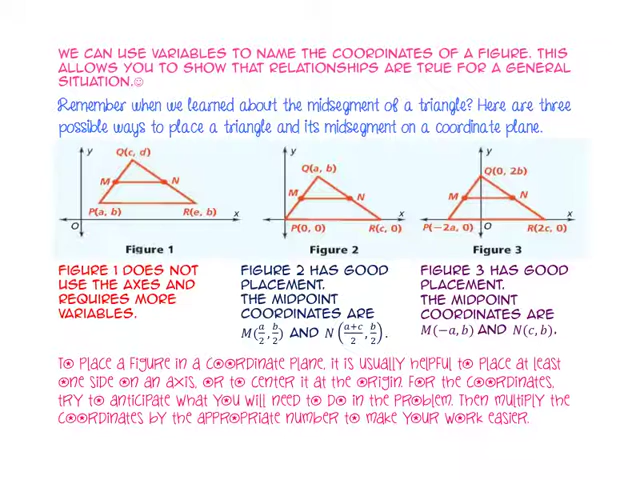 WE CAN USE VARIABLES TO NAME THE COORDINATES OF A FIGURE. THIS
ALLOWS YOU TO SHOW THAT RELATIONSHIPS ARE TRUE FOR A GENERAL
SITUATION.☺
Remember when we learned about the midsegment of a triangle? Here are three
possible ways to place a triangle and its midsegment on a coordinate plane.
y
Q(c, d)
M
N
P(a, b)
R(e, b)
x
O
Figure 1
y
Q(a, b)
M
N
P(0, 0)
R(c, 0)
x
Figure 2
y
Q(0, 2b)
M
N
P(−2a, 0)
O
R(2c, 0)
x
Figure 3
FIGURE 1 DOES NOT
USE THE AXES AND
REQUIRES MORE
VARIABLES.
FIGURE 2 HAS GOOD
PLACEMENT.
THE MIDPOINT
COORDINATES ARE
M(a/2, b/2) AND N((a+c)/2, b/2).
FIGURE 3 HAS GOOD
PLACEMENT.
THE MIDPOINT
COORDINATES ARE
M(−a, b) AND N(c, b).
To place a figure in a coordinate plane, it is usually helpful to place at least
one side on an axis, or to center it at the origin. For the coordinates,
try to anticipate what you will need to do in the problem. Then multiply the
coordinates by the appropriate number to make your work easier.